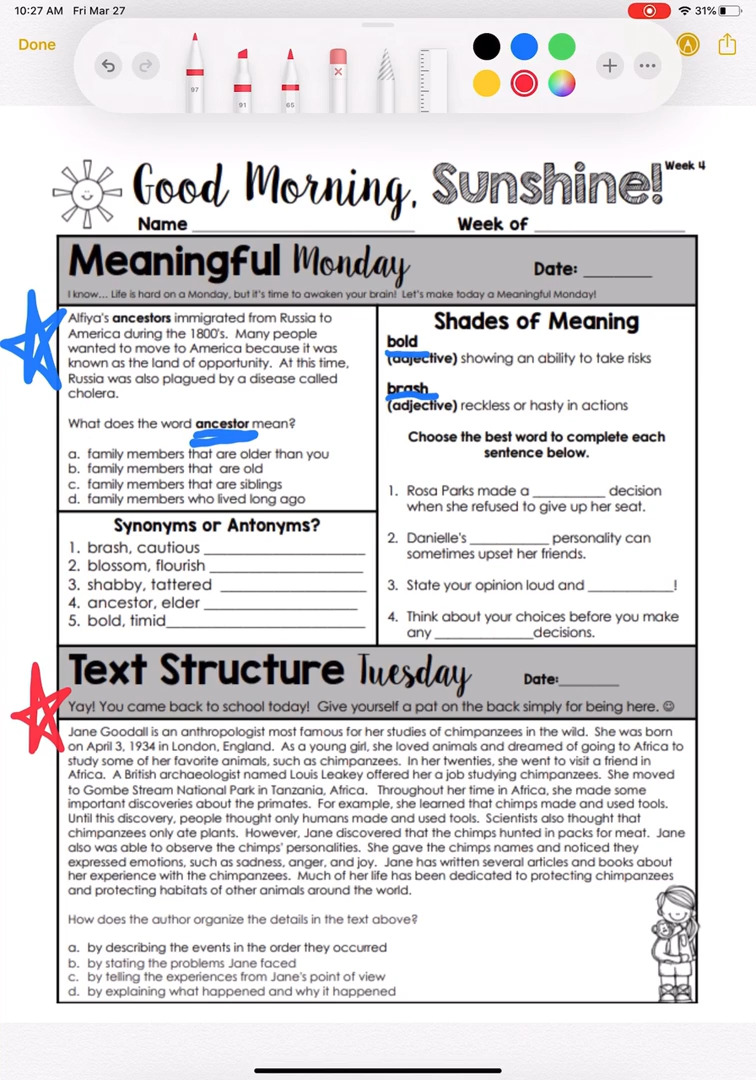 10:27 AM Fri Mar 27
31%
Done
97
91
65
Good Morning, Sunshine!
Week 4
Name ____________ Week of ____________
Meaningful Monday
Date: ________
I know... Life is hard on a Monday, but it's time to awaken your brain! Let's make today a Meaningful Monday!
Alfiya's ancestors immigrated from Russia to
America during the 1800's. Many people
wanted to move to America because it was
known as the land of opportunity. At this time,
Russia was also plagued by a disease called
cholera.
What does the word ancestor mean?
a. family members that are older than you
b. family members that are old
c. family members that are siblings
d. family members who lived long ago
Synonyms or Antonyms?
1. brash, cautious ____________
2. blossom, flourish ____________
3. shabby, tattered ____________
4. ancestor, elder ____________
5. bold, timid____________
Shades of Meaning
bold
(adjective) showing an ability to take risks
brash
(adjective) reckless or hasty in actions
Choose the best word to complete each
sentence below.
1. Rosa Parks made a _________ decision
when she refused to give up her seat.
2. Danielle's __________ personality can
sometimes upset her friends.
3. State your opinion loud and ___________!
4. Think about your choices before you make
any _____________decisions.
Text Structure Tuesday
Date:________
Yay! You came back to school today! Give yourself a pat on the back simply for being here. ☺
Jane Goodall is an anthropologist most famous for her studies of chimpanzees in the wild. She was born
on April 3, 1934 in London, England. As a young girl, she loved animals and dreamed of going to Africa to
study some of her favorite animals, such as chimpanzees. In her twenties, she went to visit a friend in
Africa. A British archaeologist named Louis Leakey offered her a job studying chimpanzees. She moved
to Gombe Stream National Park in Tanzania, Africa. Throughout her time in Africa, she made some
important discoveries about the primates. For example, she learned that chimps made and used tools.
Until this discovery, people thought only humans made and used tools. Scientists also thought that
chimpanzees only ate plants. However, Jane discovered that the chimps hunted in packs for meat. Jane
also was able to observe the chimps' personalities. She gave the chimps names and noticed they
expressed emotions, such as sadness, anger, and joy. Jane has written several articles and books about
her experience with the chimpanzees. Much of her life has been dedicated to protecting chimpanzees
and protecting habitats of other animals around the world.
How does the author organize the details in the text above?
a. by describing the events in the order they occurred
b. by stating the problems Jane faced
c. by telling the experiences from Jane's point of view
d. by explaining what happened and why it happened